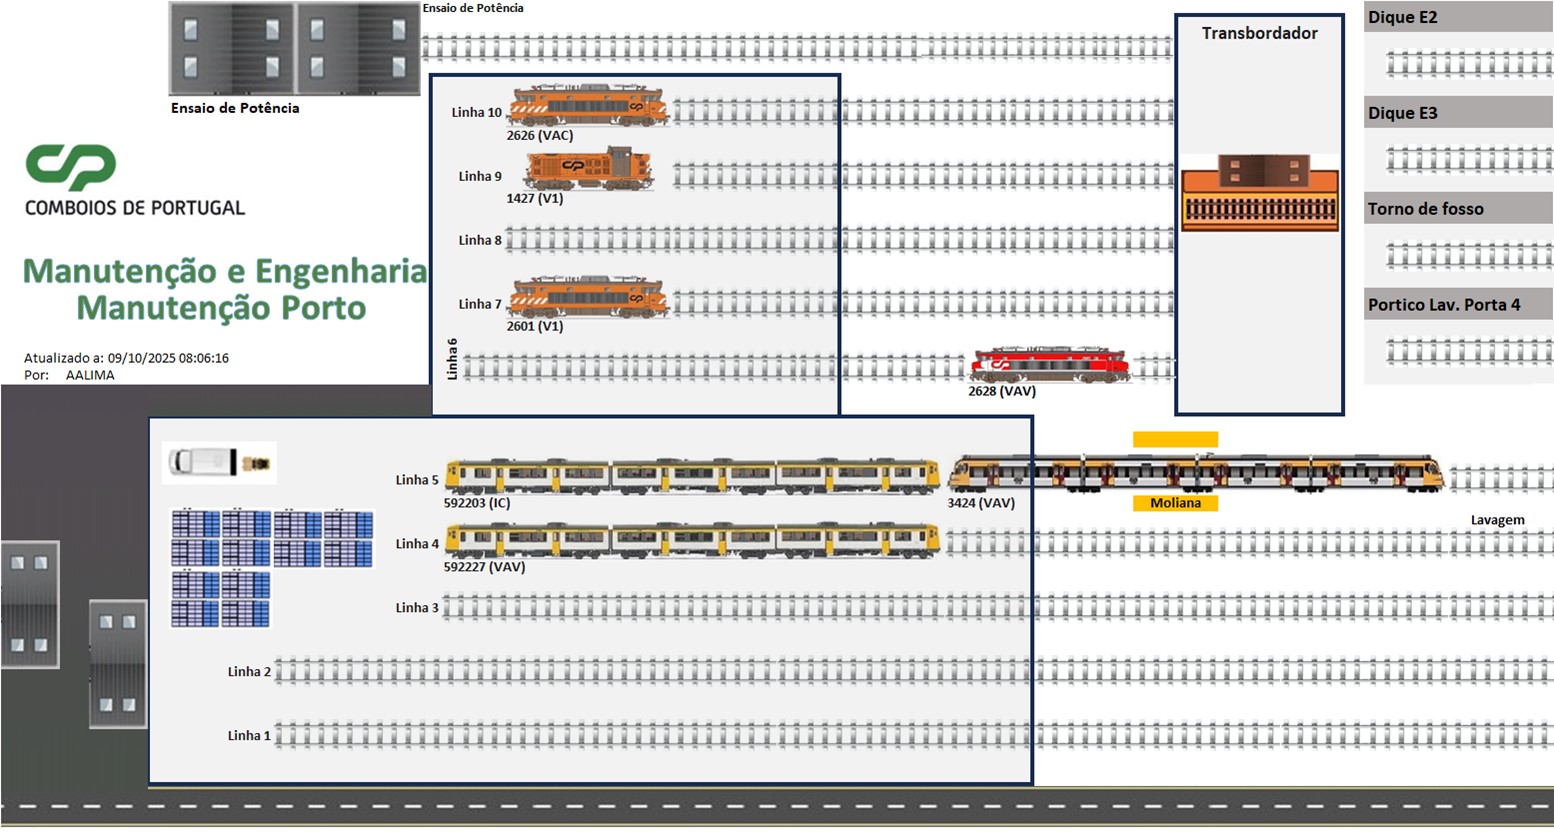 Ensaio de Potência
Ensaio de Potência
Transbordador
Dique E2
Dique E3
Torno de fosso
Portico Lav. Porta 4
CP
COMBOIOS DE PORTUGAL
Manutenção e Engenharia
Manutenção Porto
Atualizado a: 09/10/2025 08:06:16
Por: AALIMA
Linha 10
2626 (VAC)
Linha 9
1427 (V1)
Linha 8
Linha 7
2601 (V1)
Linha 6
2628 (VAV)
Linha 5
592203 (IC)
3424 (VAV)
Moliana
Lavagem
Linha 4
592227 (VAV)
Linha 3
Linha 2
Linha 1